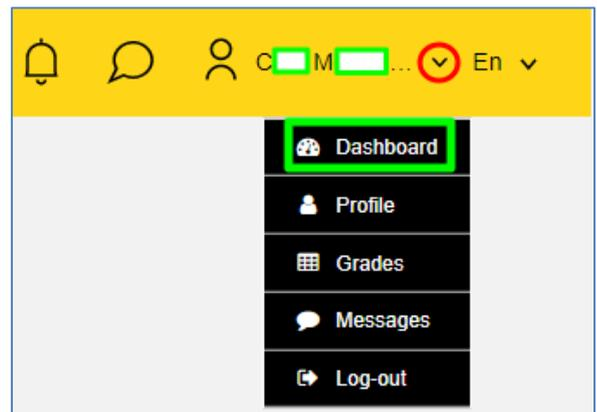 C M ... En
Dashboard
Profile
Grades
Messages
Log-out